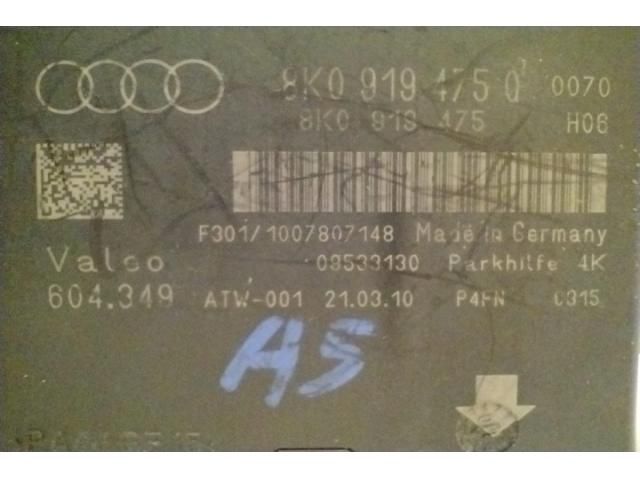 8K0 919 475 Q 0070
8K0 919 475 H06
F301/1007807148 Made in Germany
Valeo 08533130 Parkhilfe 4K
604.349 ATW-001 21.03.10 P4FN 0315
A5